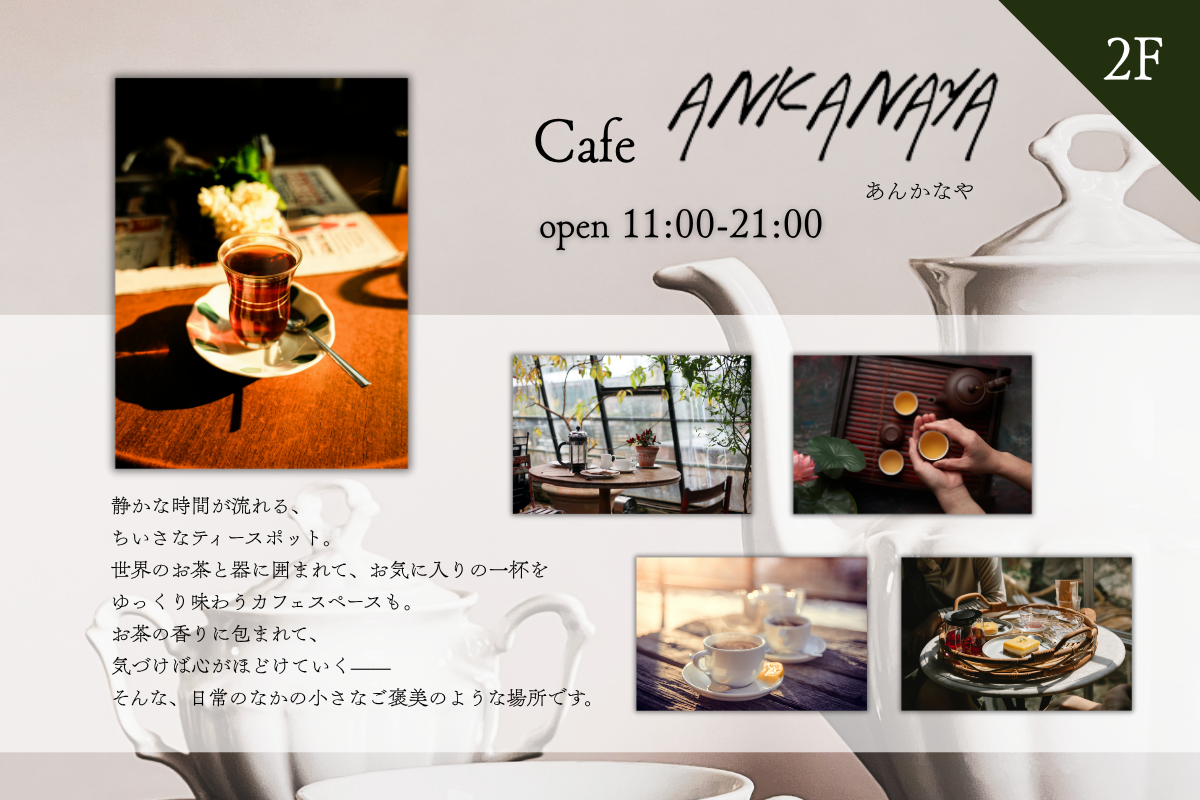 2F
Cafe ANKANAYA
あんかなや
open 11:00-21:00
静かな時間が流れる、
ちいさなティースポット。
世界のお茶と器に囲まれて、お気に入りの一杯を
ゆっくり味わうカフェスペースも。
お茶の香りに包まれて、
気づけば心がほどけていく――
そんな、日常のなかの小さなご褒美のような場所です。